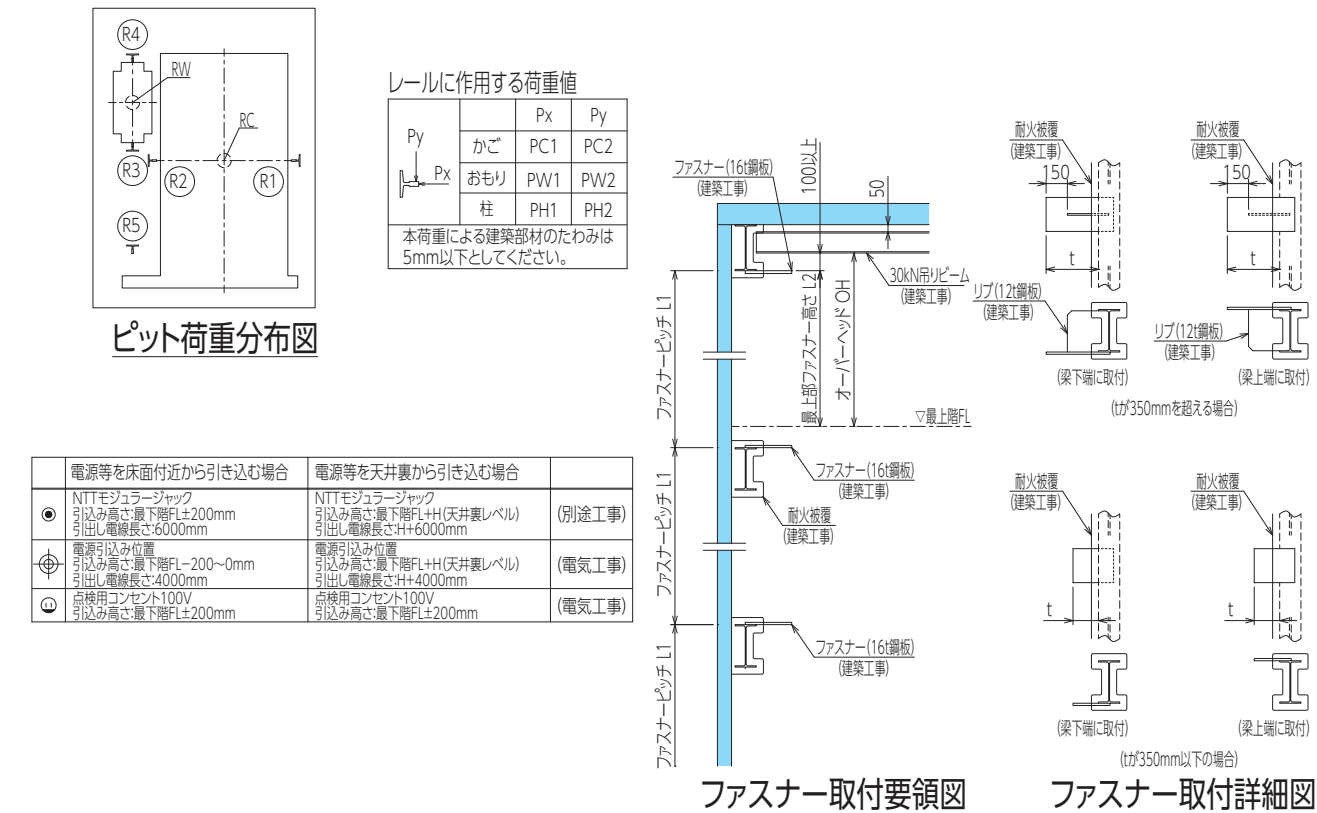 R4
RW
RC
R3
R2
R1
R5
ピット荷重分布図
レールに作用する荷重値
Py
Px
Px Py
かご PC1 PC2
おもり PW1 PW2
柱 PH1 PH2
本荷重による建築部材のたわみは
5mm以下としてください。
電源等を床面付近から引き込む場合 電源等を天井裏から引き込む場合
NTTモジュラージャック
引込み高さ:最下階FL±200mm
引出し電線長さ:6000mm
NTTモジュラージャック
引込み高さ:最下階FL+H(天井裏レベル)
引出し電線長さ:H+6000mm
(別途工事)
電源引込み位置
引込み高さ:最下階FL−200〜0mm
引出し電線長さ:4000mm
電源引込み位置
引込み高さ:最下階FL+H(天井裏レベル)
引出し電線長さ:H+4000mm
(電気工事)
点検用コンセント100V
引込み高さ:最下階FL±200mm
点検用コンセント100V
引込み高さ:最下階FL±200mm
(電気工事)
ファスナー(16t鋼板)
(建築工事)
100以上
50
30kN吊りビーム
(建築工事)
ファスナーピッチ L1
最上部ファスナー高さ L2
オーバーヘッド OH
▽最上階FL
ファスナー(16t鋼板)
(建築工事)
耐火被覆
(建築工事)
ファスナーピッチ L1
ファスナー(16t鋼板)
(建築工事)
ファスナーピッチ L1
ファスナー取付要領図
耐火被覆
(建築工事)
150
t
リブ(12t鋼板)
(建築工事)
(梁下端に取付)
耐火被覆
(建築工事)
150
t
リブ(12t鋼板)
(建築工事)
(梁上端に取付)
(tが350mmを超える場合)
耐火被覆
(建築工事)
t
(梁下端に取付)
耐火被覆
(建築工事)
t
(梁上端に取付)
(tが350mm以下の場合)
ファスナー取付詳細図